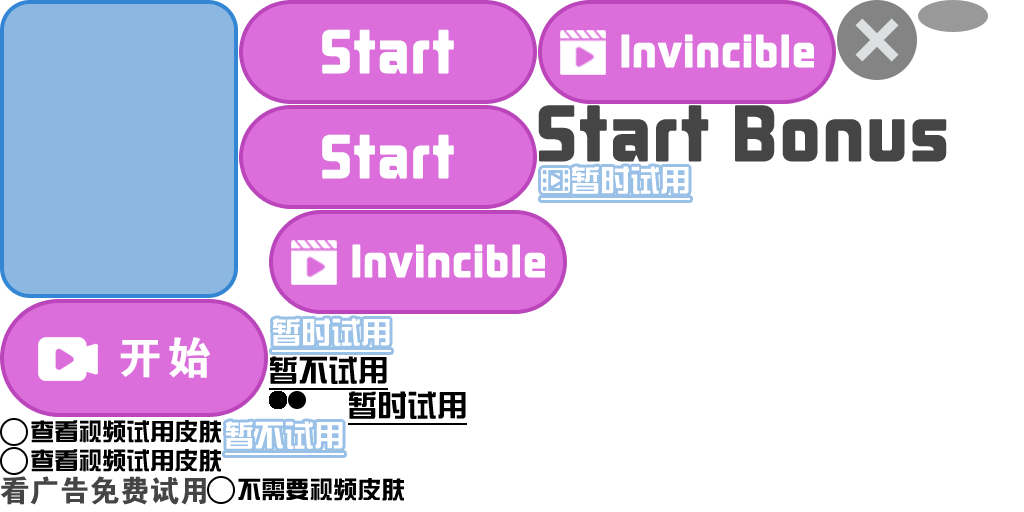 Start
Invincible
Start
Start Bonus
暂时试用
Invincible
开始
暂时试用
暂不试用
暂时试用
查看视频试用皮肤
暂不试用
查看视频试用皮肤
看广告免费试用
不需要视频皮肤